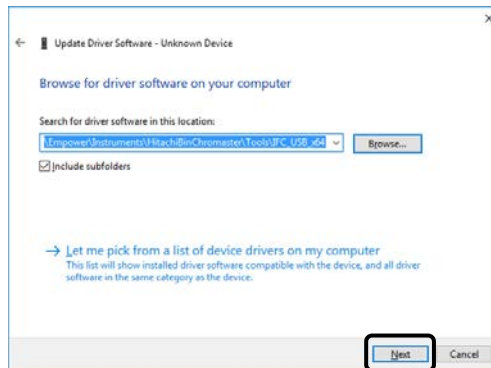 Update Driver Software - Unknown Device
Browse for driver software on your computer
Search for driver software in this location:
\Empower\Instruments\HitachiBinChromaster\Tools\IFC_USB_x64
Browse...
Include subfolders
Let me pick from a list of device drivers on my computer
This list will show installed driver software compatible with the device, and all driver
software in the same category as the device.
Next
Cancel